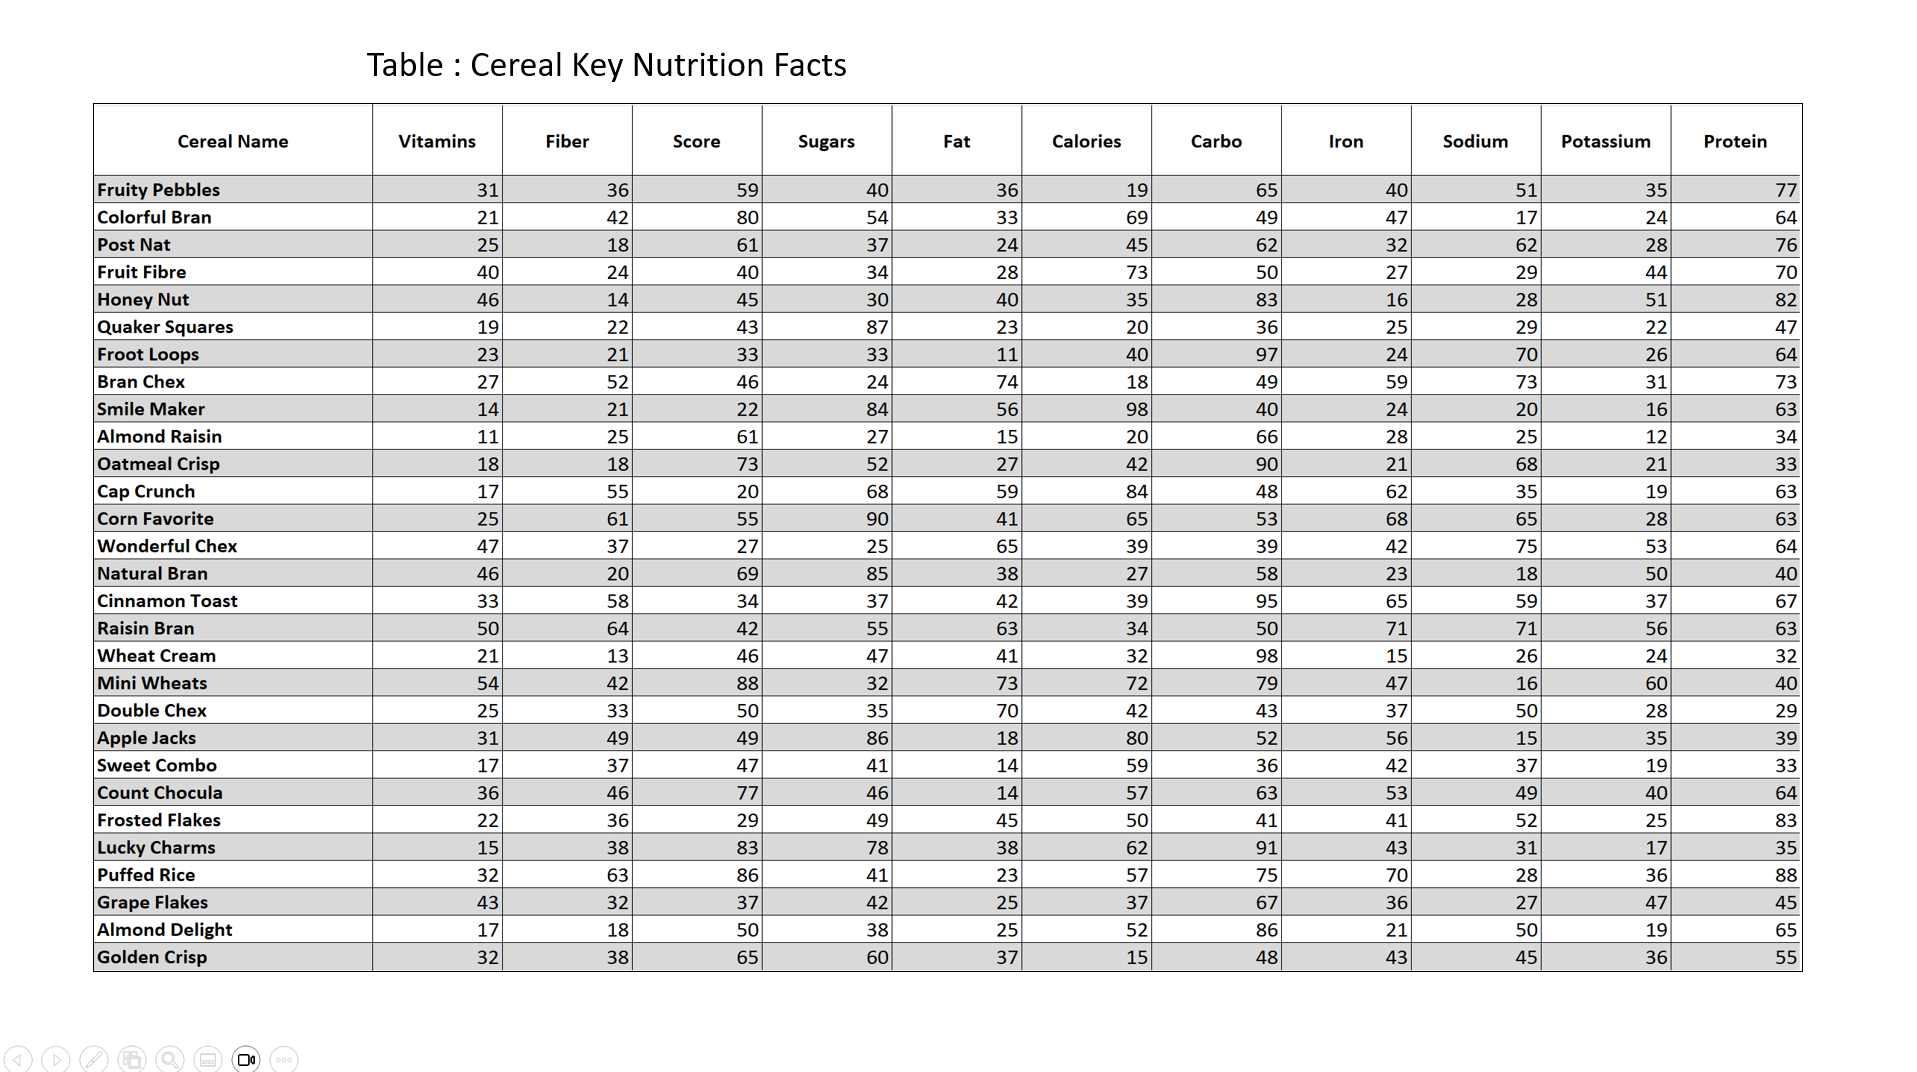 Table : Cereal Key Nutrition Facts
Cereal Name Vitamins Fiber Score Sugars Fat Calories Carbo Iron Sodium Potassium Protein
Fruity Pebbles 31 36 59 40 36 19 65 40 51 35 77
Colorful Bran 21 42 80 54 33 69 49 47 17 24 64
Post Nat 25 18 61 37 24 45 62 32 62 28 76
Fruit Fibre 40 24 40 34 28 73 50 27 29 44 70
Honey Nut 46 14 45 30 40 35 83 16 28 51 82
Quaker Squares 19 22 43 87 23 20 36 25 29 22 47
Froot Loops 23 21 33 33 11 40 97 24 70 26 64
Bran Chex 27 52 46 24 74 18 49 59 73 31 73
Smile Maker 14 21 22 84 56 98 40 24 20 16 63
Almond Raisin 11 25 61 27 15 20 66 28 25 12 34
Oatmeal Crisp 18 18 73 52 27 42 90 21 68 21 33
Cap Crunch 17 55 20 68 59 84 48 62 35 19 63
Corn Favorite 25 61 55 90 41 65 53 68 65 28 63
Wonderful Chex 47 37 27 25 65 39 39 42 75 53 64
Natural Bran 46 20 69 85 38 27 58 23 18 50 40
Cinnamon Toast 33 58 34 37 42 39 95 65 59 37 67
Raisin Bran 50 64 42 55 63 34 50 71 71 56 63
Wheat Cream 21 13 46 47 41 32 98 15 26 24 32
Mini Wheats 54 42 88 32 73 72 79 47 16 60 40
Double Chex 25 33 50 35 70 42 43 37 50 28 29
Apple Jacks 31 49 49 86 18 80 52 56 15 35 39
Sweet Combo 17 37 47 41 14 59 36 42 37 19 33
Count Chocula 36 46 77 46 14 57 63 53 49 40 64
Frosted Flakes 22 36 29 49 45 50 41 41 52 25 83
Lucky Charms 15 38 83 78 38 62 91 43 31 17 35
Puffed Rice 32 63 86 41 23 57 75 70 28 36 88
Grape Flakes 43 32 37 42 25 37 67 36 27 47 45
Almond Delight 17 18 50 38 25 52 86 21 50 19 65
Golden Crisp 32 38 65 60 37 15 48 43 45 36 55